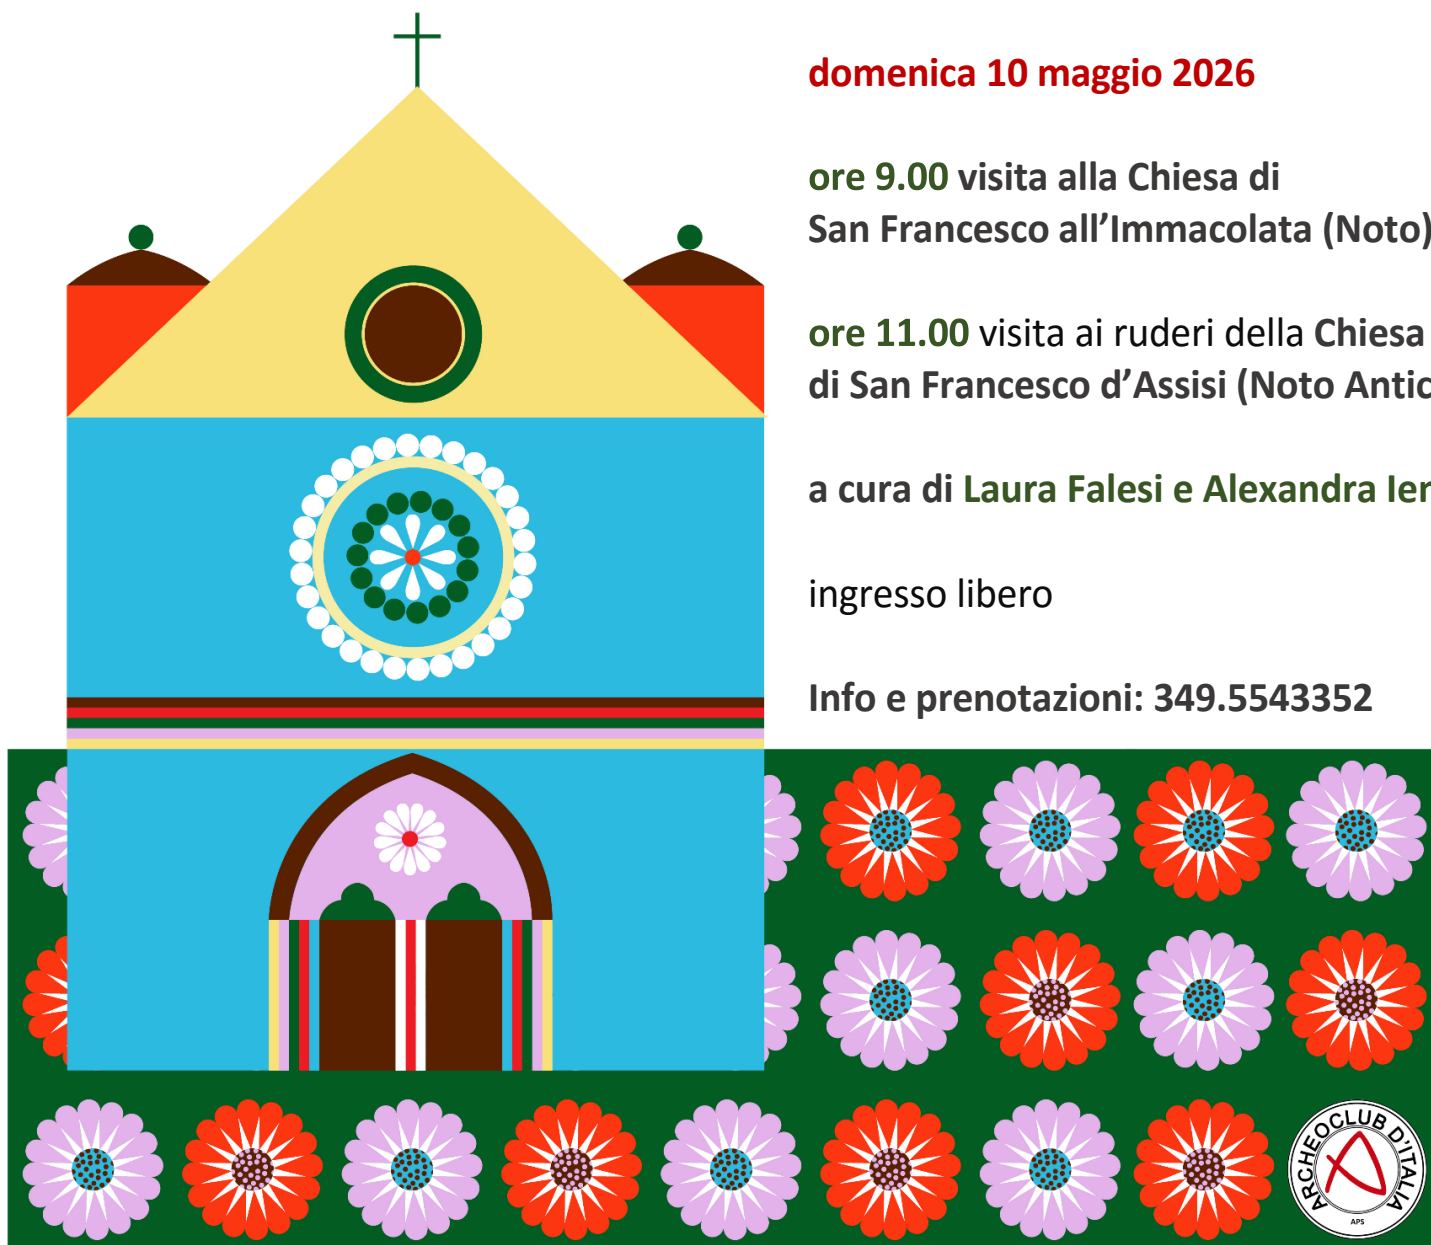 domenica 10 maggio 2026
ore 9.00 visita alla Chiesa di
San Francesco all’Immacolata (Noto)
ore 11.00 visita ai ruderi della Chiesa
di San Francesco d’Assisi (Noto Antic
a cura di Laura Falesi e Alexandra Ier
ingresso libero
Info e prenotazioni: 349.5543352
ARCHEOCLUB D'ITALIA
APS